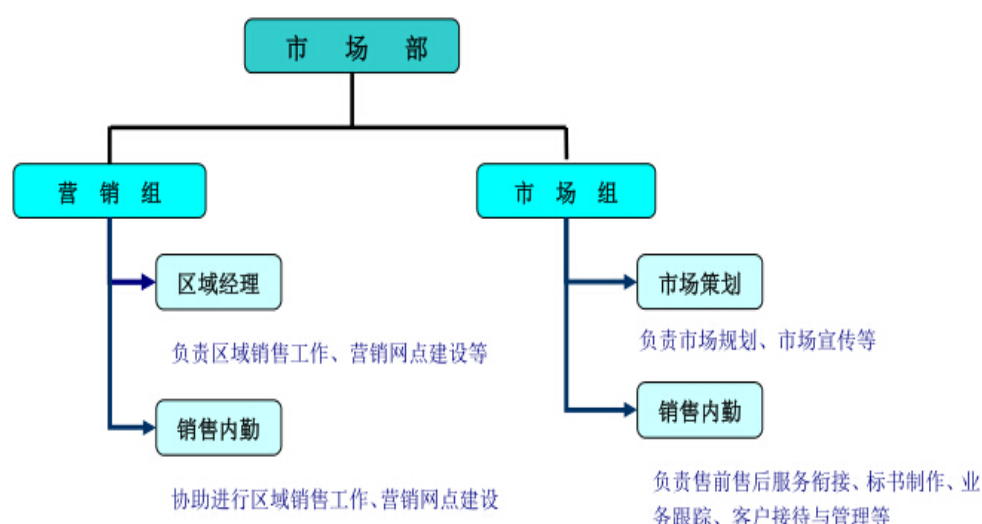 市场部
营销组
市场组
区域经理
市场策划
负责区域销售工作、营销网点建设等
负责市场规划、市场宣传等
销售内勤
销售内勤
协助进行区域销售工作、营销网点建设
负责售前售后服务衔接、标书制作、业
务跟踪、客户接待与管理等